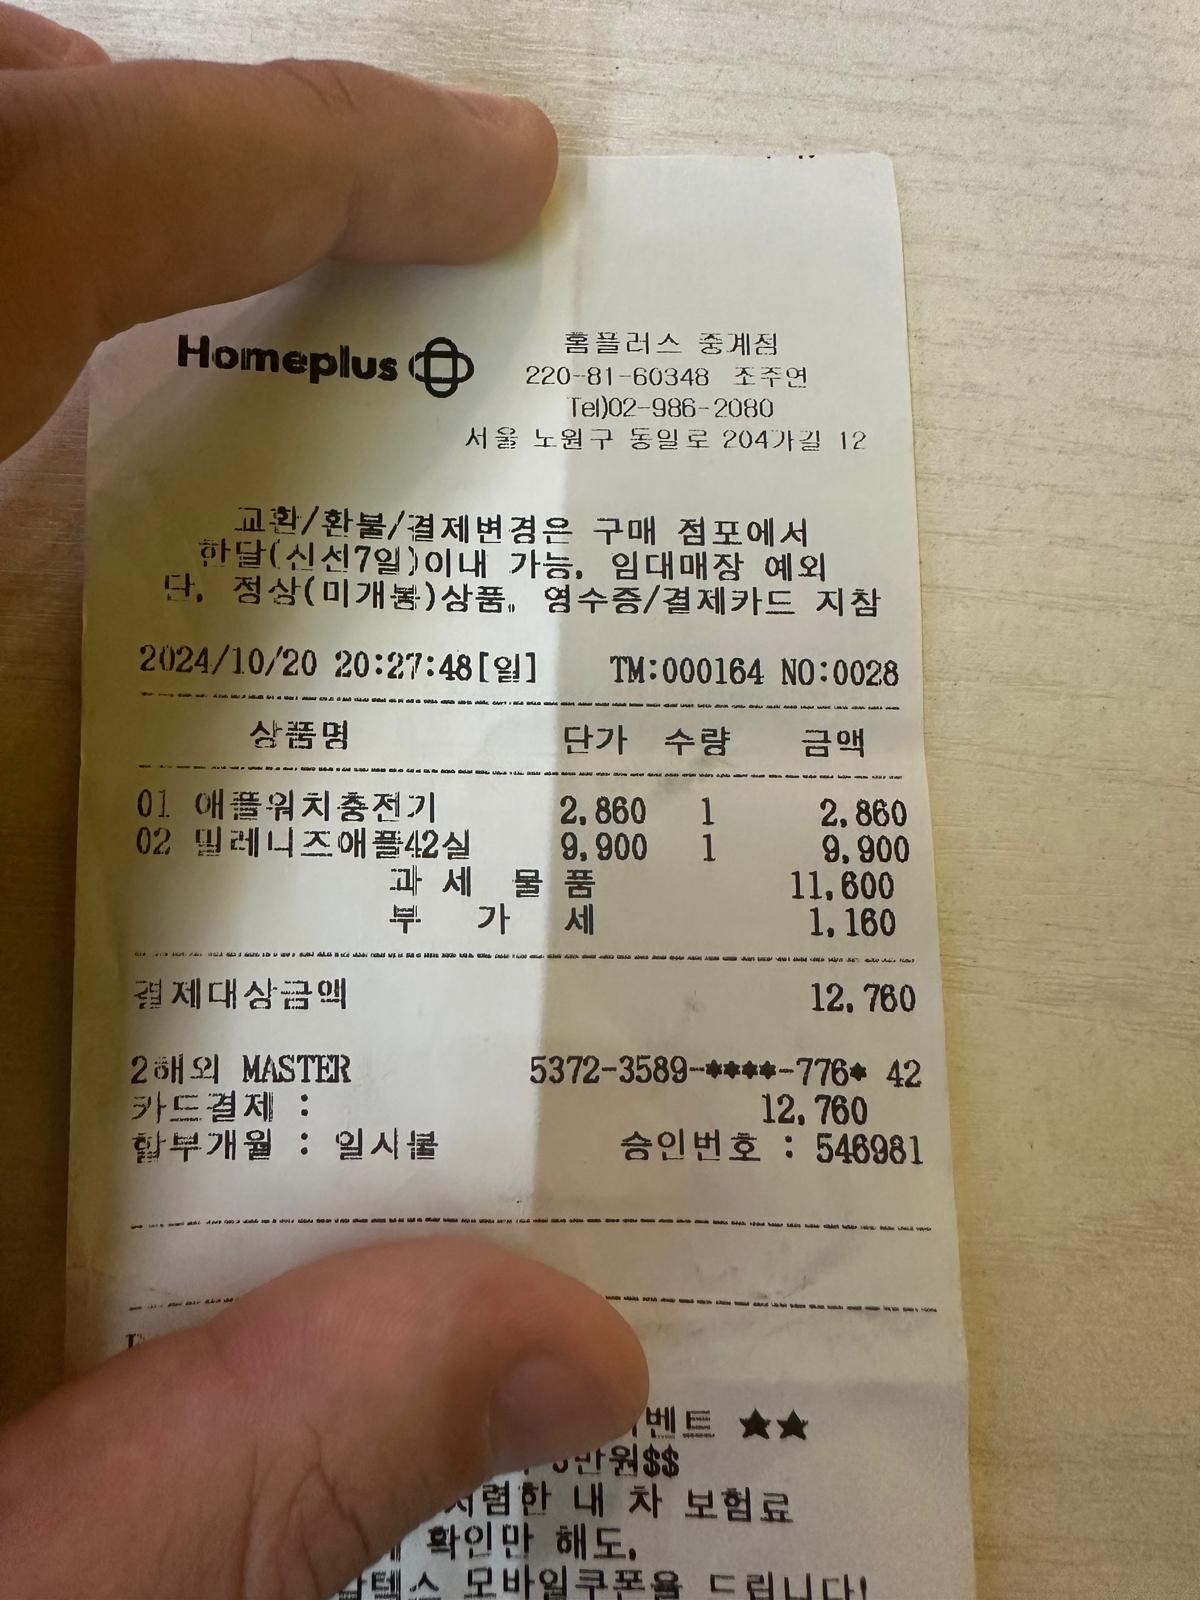 Homeplus
홈플러스 중계점
220-81-60348 조주연
Tel)02-986-2080
서울 노원구 동일로 204가길 12
교환/환불/결제변경은 구매 점포에서
한달(신선7일)이내 가능, 임대매장 예외
단, 정상(미개봉)상품, 영수증/결제카드 지참
2024/10/20 20:27:48[일] TM:000164 NO:0028
상품명 단가 수량 금액
01 애플워치충전기 2,860 1 2,860
02 밀레니즈애플42실 9,900 1 9,900
과 세 물 품 11,600
부 가 세 1,160
결제대상금액 12,760
2해외 MASTER 5372-3589-****-776* 42
카드결제 : 12,760
할부개월 : 일시불 승인번호 : 546981
★★
만원$$
저렴한 내 차 보험료
확인만 해도,
모바일쿠폰을 드립니다!